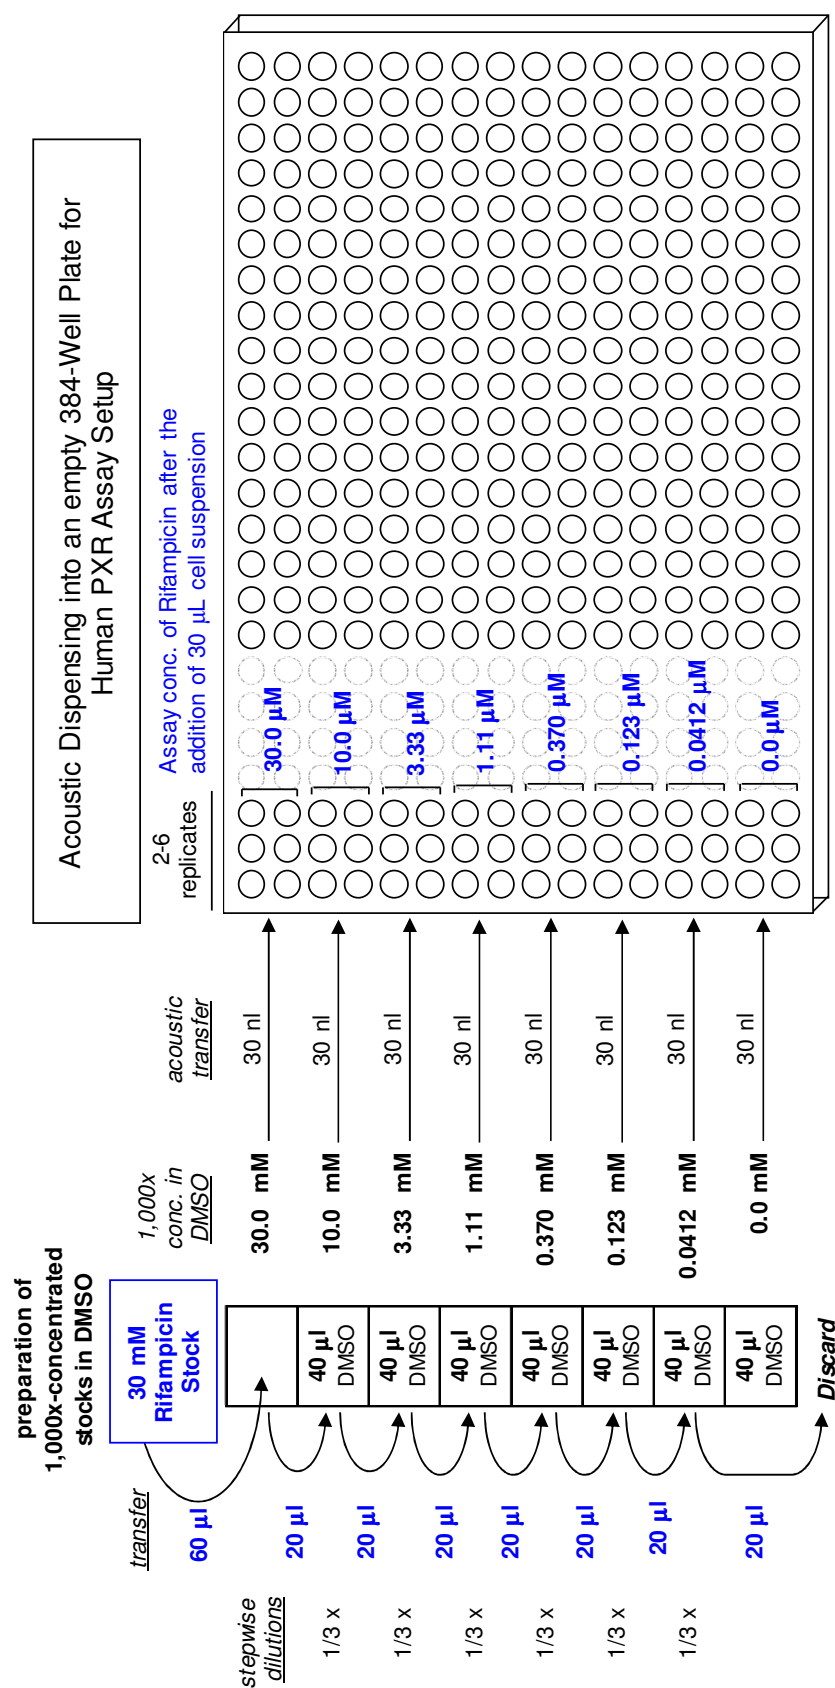 Acoustic Dispensing into an empty 384-Well Plate for
Human PXR Assay Setup
preparation of
1,000x-concentrated
stocks in DMSO
stepwise
dilutions
transfer
30 mM
Rifampicin
Stock
1,000x
conc. in
DMSO
acoustic
transfer
2-6
replicates
Assay conc. of Rifampicin after the
addition of 30 µL cell suspension
60 µl
20 µl
30.0 mM
30 nl
30.0 µM
1/3 x
20 µl
40 µl
DMSO
10.0 mM
30 nl
10.0 µM
1/3 x
20 µl
40 µl
DMSO
3.33 mM
30 nl
3.33 µM
1/3 x
20 µl
40 µl
DMSO
1.11 mM
30 nl
1.11 µM
1/3 x
20 µl
40 µl
DMSO
0.370 mM
30 nl
0.370 µM
1/3 x
20 µl
40 µl
DMSO
0.123 mM
30 nl
0.123 µM
1/3 x
20 µl
40 µl
DMSO
0.0412 mM
30 nl
0.0412 µM
40 µl
DMSO
0.0 mM
30 nl
0.0 µM
Discard